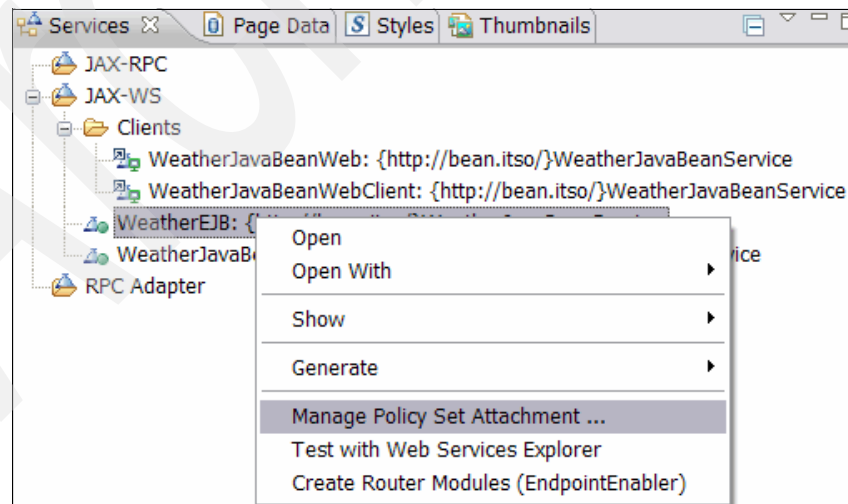 Services Page Data Styles Thumbnails
JAX-RPC
JAX-WS
Clients
WeatherJavaBeanWeb: {http://bean.itso/}WeatherJavaBeanService
WeatherJavaBeanWebClient: {http://bean.itso/}WeatherJavaBeanService
WeatherEJB: {
WeatherJavaB
RPC Adapter
Open
Open With
Show
Generate
Manage Policy Set Attachment ...
Test with Web Services Explorer
Create Router Modules (EndpointEnabler)